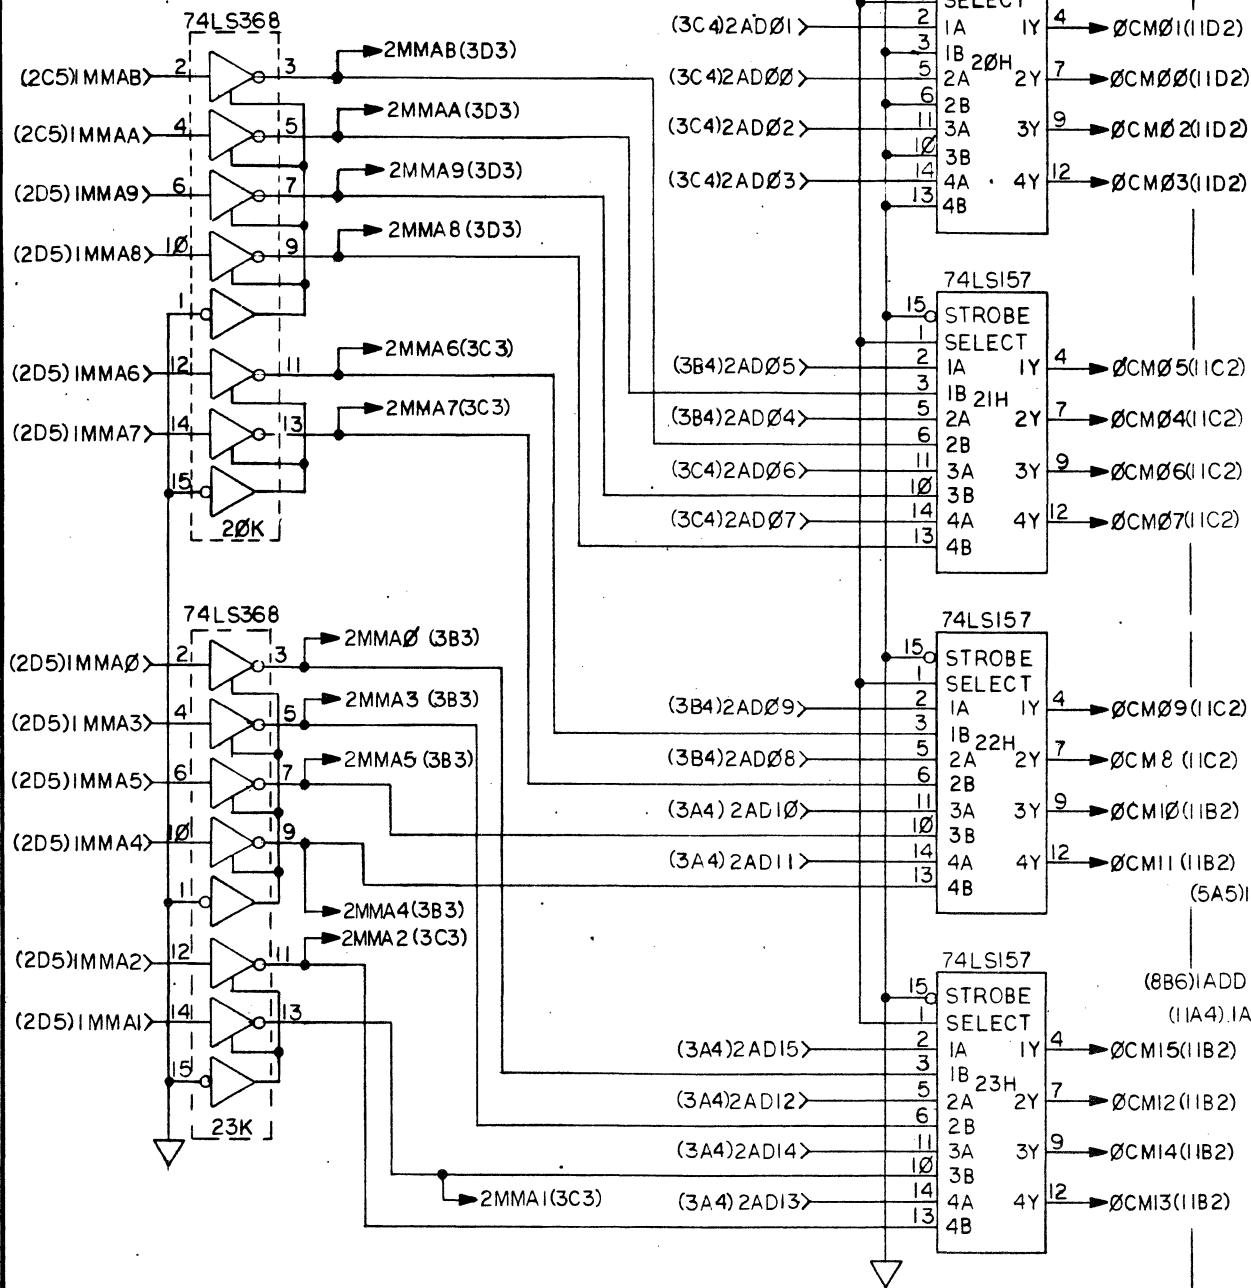 74LS368
(2C5)1MMAB 2 3 2MMAB(3D3)
(2C5)1MMAA 4 5 2MMAA(3D3)
(2D5)1MMA9 6 7 2MMA9(3D3)
(2D5)1MMA8 1Ø 9 2MMA8(3D3)
1
(2D5)1MMA6 12 11 2MMA6(3C3)
(2D5)1MMA7 14 13 2MMA7(3C3)
15
2ØK
74LS368
(2D5)1MMAØ 2 3 2MMAØ (3B3)
(2D5)1MMA3 4 5 2MMA3 (3B3)
(2D5)1MMA5 6 7 2MMA5 (3B3)
(2D5)1MMA4 1Ø 9
1
2MMA4(3B3)
2MMA2(3C3)
(2D5)1MMA2 12 11
(2D5)1MMA1 14 13
15
23K
2MMA1(3C3)
SELECT
(3C4)2ADØ1 2 1A 1Y 4 ØCMØ1(11D2)
3 1B 2ØH
(3C4)2ADØØ 5 2A 2Y 7 ØCMØØ(11D2)
6 2B
(3C4)2ADØ2 11 3A 3Y 9 ØCMØ2(11D2)
1Ø 3B
(3C4)2ADØ3 14 4A 4Y 12 ØCMØ3(11D2)
13 4B
74LS157
15 STROBE
1 SELECT
(3B4)2ADØ5 2 1A 1Y 4 ØCMØ5(11C2)
3 1B 21H
(3B4)2ADØ4 5 2A 2Y 7 ØCMØ4(11C2)
6 2B
(3C4)2ADØ6 11 3A 3Y 9 ØCMØ6(11C2)
1Ø 3B
(3C4)2ADØ7 14 4A 4Y 12 ØCMØ7(11C2)
13 4B
74LS157
15 STROBE
1 SELECT
(3B4)2ADØ9 2 1A 1Y 4 ØCMØ9(11C2)
3 1B 22H
(3B4)2ADØ8 5 2A 2Y 7 ØCM8 (11C2)
6 2B
(3A4)2AD1Ø 11 3A 3Y 9 ØCM1Ø(11B2)
1Ø 3B
(3A4)2AD11 14 4A 4Y 12 ØCM11(11B2)
13 4B
(5A5)1
74LS157
(8B6)1ADD
(11A4).1A
15 STROBE
1 SELECT
(3A4)2AD15 2 1A 1Y 4 ØCM15(11B2)
3 1B 23H
(3A4)2AD12 5 2A 2Y 7 ØCM12(11B2)
6 2B
(3A4)2AD14 11 3A 3Y 9 ØCM14(11B2)
1Ø 3B
(3A4)2AD13 14 4A 4Y 12 ØCM13(11B2)
13 4B